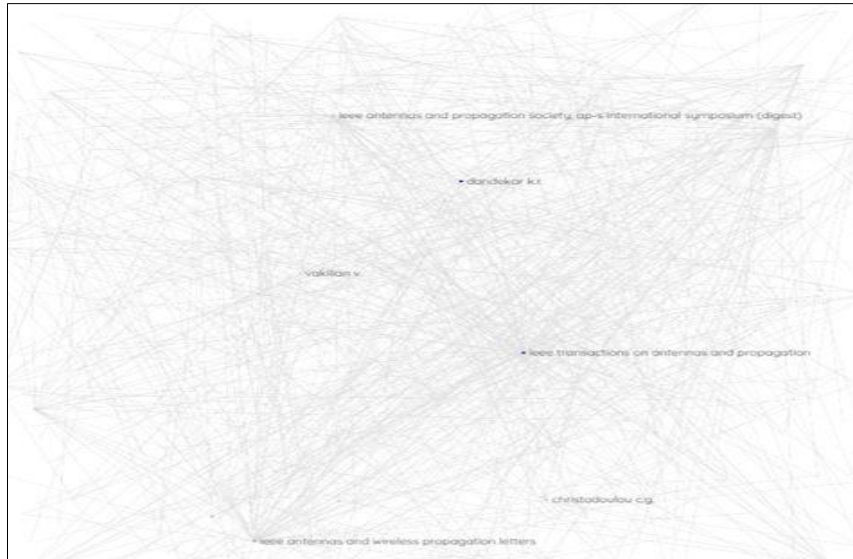 ieee antennas and propagation society, ap-s international symposium (digest)
dandekar k.r.
vakilian v.
ieee transactions on antennas and propagation
christodoulou c.g.
ieee antennas and wireless propagation letters